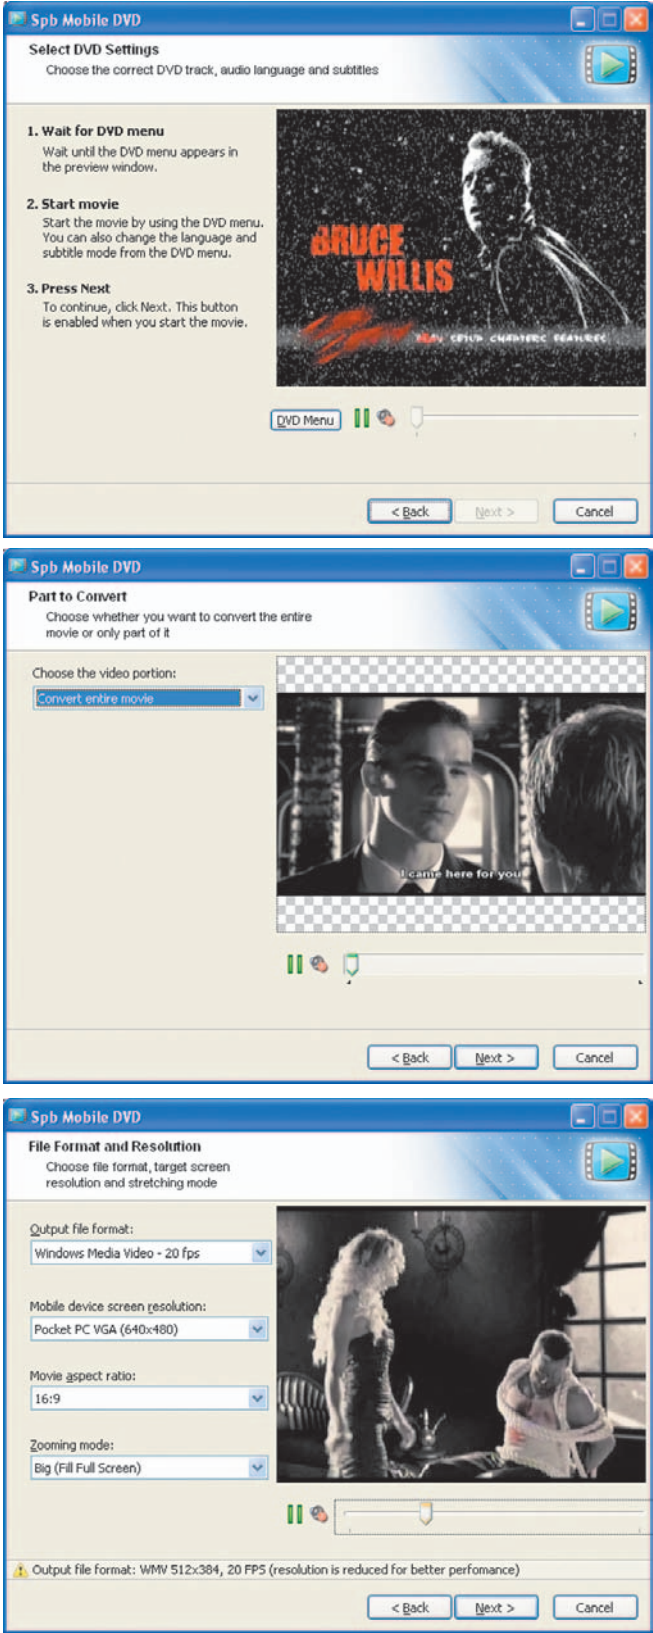 Spb Mobile DVD
Select DVD Settings
Choose the correct DVD track, audio language and subtitles
1. Wait for DVD menu
Wait until the DVD menu appears in
the preview window.
2. Start movie
Start the movie by using the DVD menu.
You can also change the language and
subtitle mode from the DVD menu.
3. Press Next
To continue, click Next. This button
is enabled when you start the movie.
BRUCE
WILLIS
PLAY SETUP CHAPTERS FEATURES
DVD Menu
< Back
Next >
Cancel
Spb Mobile DVD
Part to Convert
Choose whether you want to convert the entire
movie or only part of it
Choose the video portion:
Convert entire movie
I came here for you
< Back
Next >
Cancel
Spb Mobile DVD
File Format and Resolution
Choose file format, target screen
resolution and stretching mode
Output file format:
Windows Media Video - 20 fps
Mobile device screen resolution:
Pocket PC VGA (640x480)
Movie aspect ratio:
16:9
Zooming mode:
Big (Fill Full Screen)
Output file format: WMV 512x384, 20 FPS (resolution is reduced for better perfomance)
< Back
Next >
Cancel